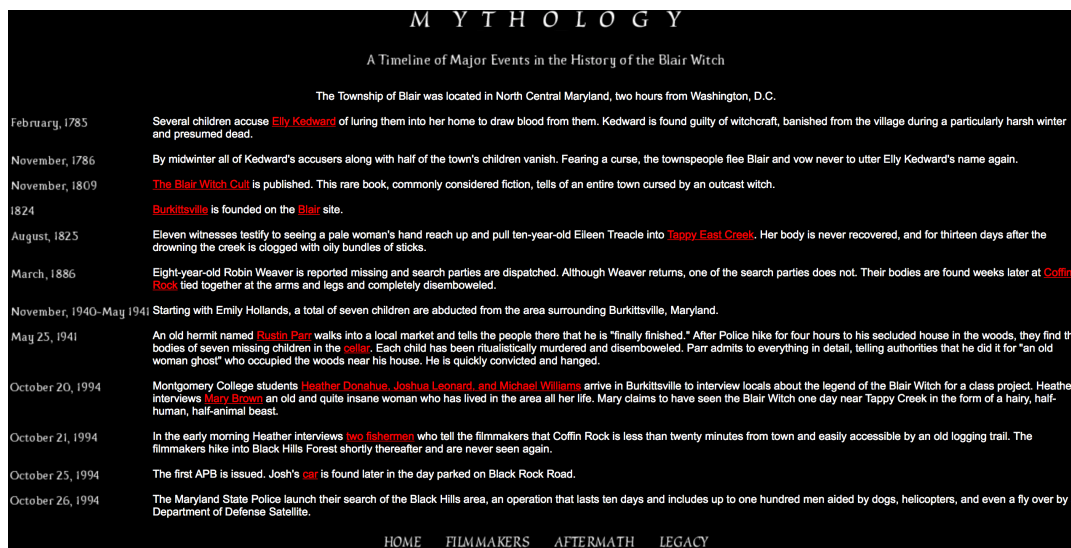 MYTHOLOGY
A Timeline of Major Events in the History of the Blair Witch
The Township of Blair was located in North Central Maryland, two hours from Washington, D.C.
February, 1785 Several children accuse Elly Kedward of luring them into her home to draw blood from them. Kedward is found guilty of witchcraft, banished from the village during a particularly harsh winter
and presumed dead.
November, 1786 By midwinter all of Kedward's accusers along with half of the town's children vanish. Fearing a curse, the townspeople flee Blair and vow never to utter Elly Kedward's name again.
November, 1809 The Blair Witch Cult is published. This rare book, commonly considered fiction, tells of an entire town cursed by an outcast witch.
1824 Burkittsville is founded on the Blair site.
August, 1825 Eleven witnesses testify to seeing a pale woman's hand reach up and pull ten-year-old Eileen Treacle into Tappy East Creek. Her body is never recovered, and for thirteen days after the
drowning the creek is clogged with oily bundles of sticks.
March, 1886 Eight-year-old Robin Weaver is reported missing and search parties are dispatched. Although Weaver returns, one of the search parties does not. Their bodies are found weeks later at Coffin
Rock tied together at the arms and legs and completely disemboweled.
November, 1940-May 1941 Starting with Emily Hollands, a total of seven children are abducted from the area surrounding Burkittsville, Maryland.
May 25, 1941 An old hermit named Rustin Parr walks into a local market and tells the people there that he is "finally finished." After Police hike for four hours to his secluded house in the woods, they find th
bodies of seven missing children in the cellar. Each child has been ritualistically murdered and disemboweled. Parr admits to everything in detail, telling authorities that he did it for "an old
woman ghost" who occupied the woods near his house. He is quickly convicted and hanged.
October 20, 1994 Montgomery College students Heather Donahue, Joshua Leonard, and Michael Williams arrive in Burkittsville to interview locals about the legend of the Blair Witch for a class project. Heathe
interviews Mary Brown an old and quite insane woman who has lived in the area all her life. Mary claims to have seen the Blair Witch one day near Tappy Creek in the form of a hairy, half-
human, half-animal beast.
October 21, 1994 In the early morning Heather interviews two fishermen who tell the filmmakers that Coffin Rock is less than twenty minutes from town and easily accessible by an old logging trail. The
filmmakers hike into Black Hills Forest shortly thereafter and are never seen again.
October 25, 1994 The first APB is issued. Josh's car is found later in the day parked on Black Rock Road.
October 26, 1994 The Maryland State Police launch their search of the Black Hills area, an operation that lasts ten days and includes up to one hundred men aided by dogs, helicopters, and even a fly over by
Department of Defense Satellite.
HOME FILMMAKERS AFTERMATH LEGACY